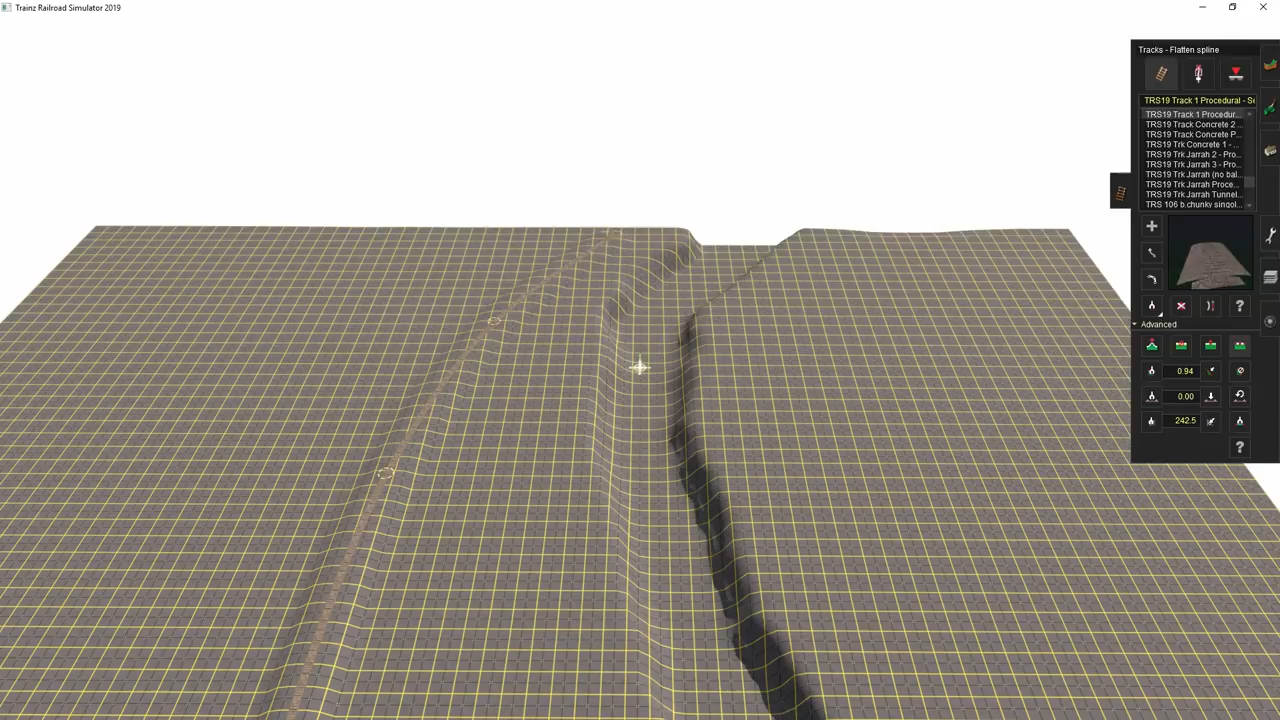 Trainz Railroad Simulator 2019
Tracks - Flatten spline
TRS19 Track 1 Procedural - Se
TRS19 Track 1 Procedur...
TRS19 Track Concrete 2 ...
TRS19 Track Concrete P...
TRS19 Trk Concrete 1 - ...
TRS19 Trk Jarrah 2 - Pro...
TRS19 Trk Jarrah 3 - Pro...
TRS19 Trk Jarrah (no bal...
TRS19 Trk Jarrah Proce...
TRS19 Trk Jarrah Tunnel...
TRS 106 b.chunky singol...
?
Advanced
0.94
0.00
242.5
?